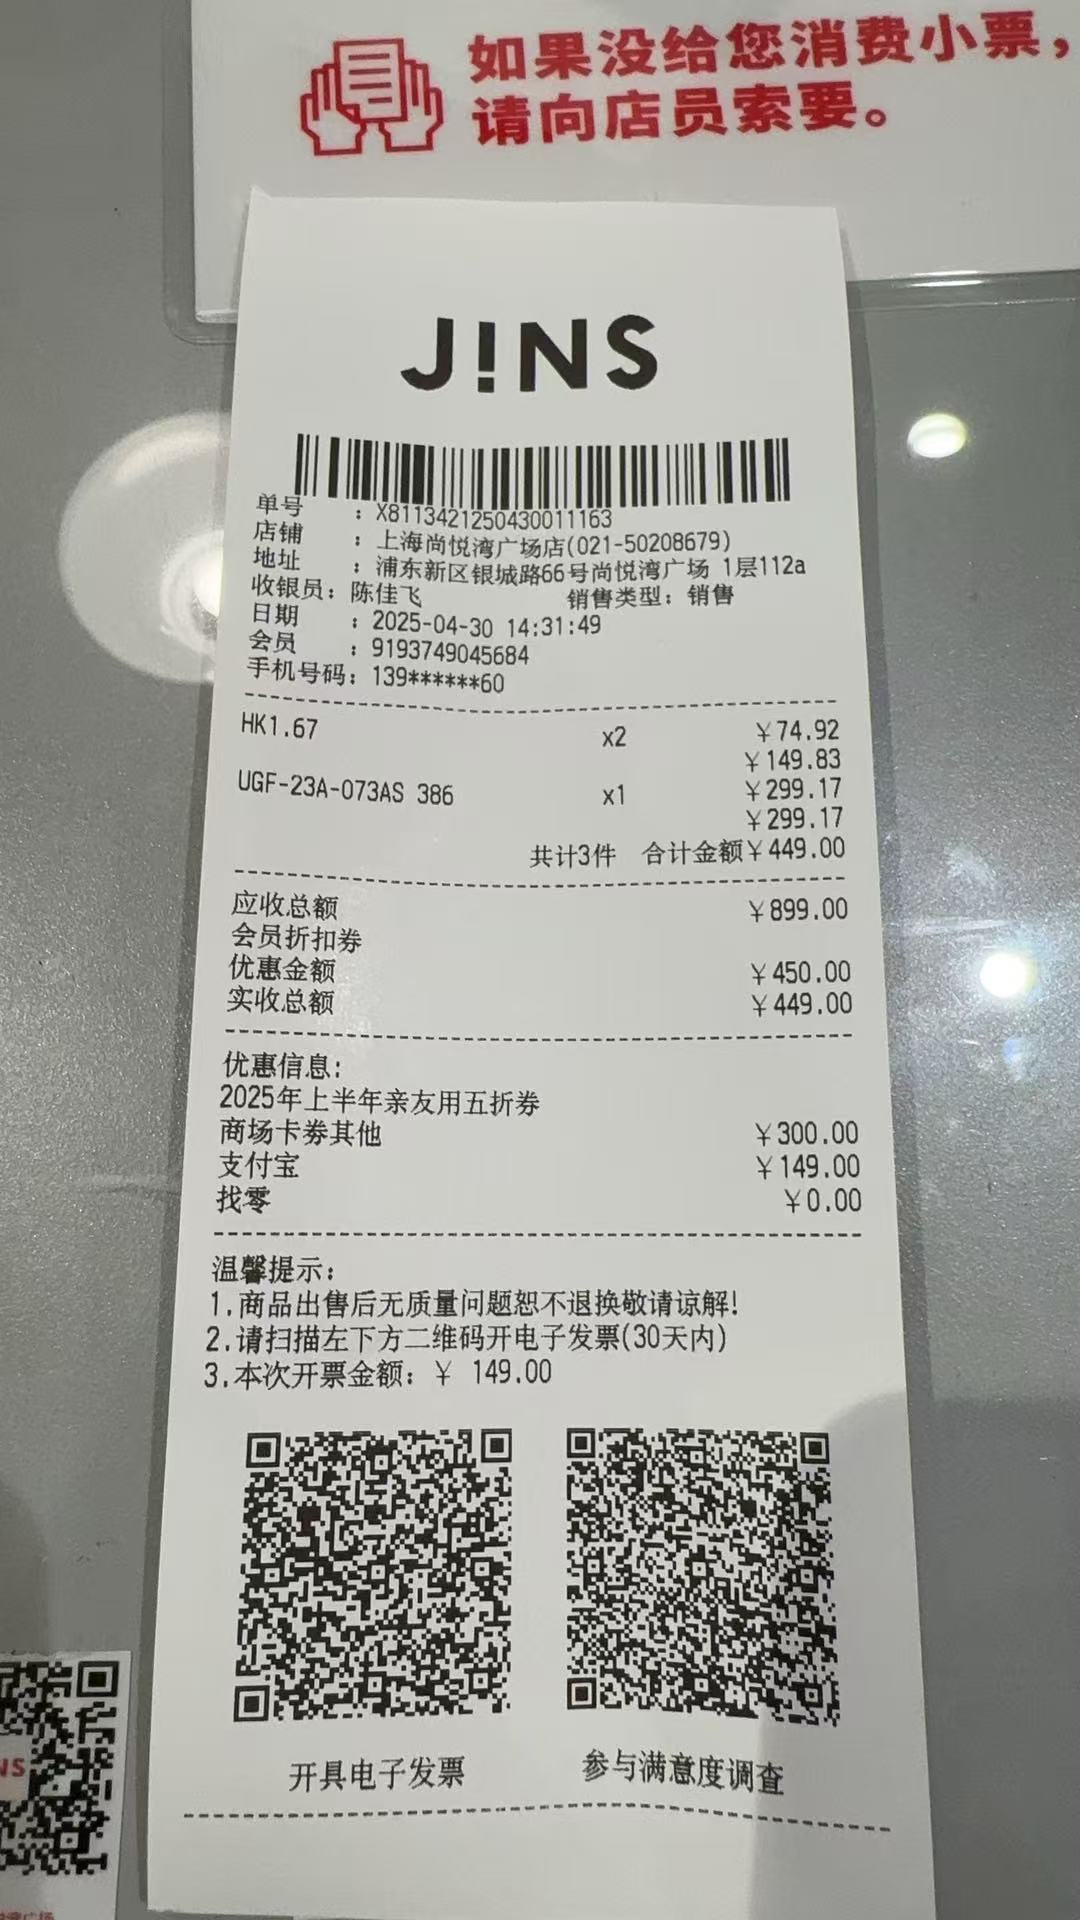 如果没给您消费小票，
请向店员索要。
J!NS
单号 : X81134212504300​11163
店铺 : 上海尚悦湾广场店(021-50208679)
地址 : 浦东新区银城路66号尚悦湾广场 1层112a
收银员: 陈佳飞 销售类型: 销售
日期 : 2025-04-30 14:31:49
会员 : 9193749045684
手机号码: 139******60
HK1.67 x2 ￥74.92
￥149.83
UGF-23A-073AS 386 x1 ￥299.17
￥299.17
共计3件 合计金额￥449.00
应收总额 ￥899.00
会员折扣券
优惠金额 ￥450.00
实收总额 ￥449.00
优惠信息:
2025年上半年亲友用五折券
商场卡券其他 ￥300.00
支付宝 ￥149.00
找零 ￥0.00
温馨提示:
1.商品出售后无质量问题恕不退换敬请谅解!
2.请扫描左下方二维码开电子发票(30天内)
3.本次开票金额: ￥ 149.00
开具电子发票 参与满意度调查
NS
湾广场